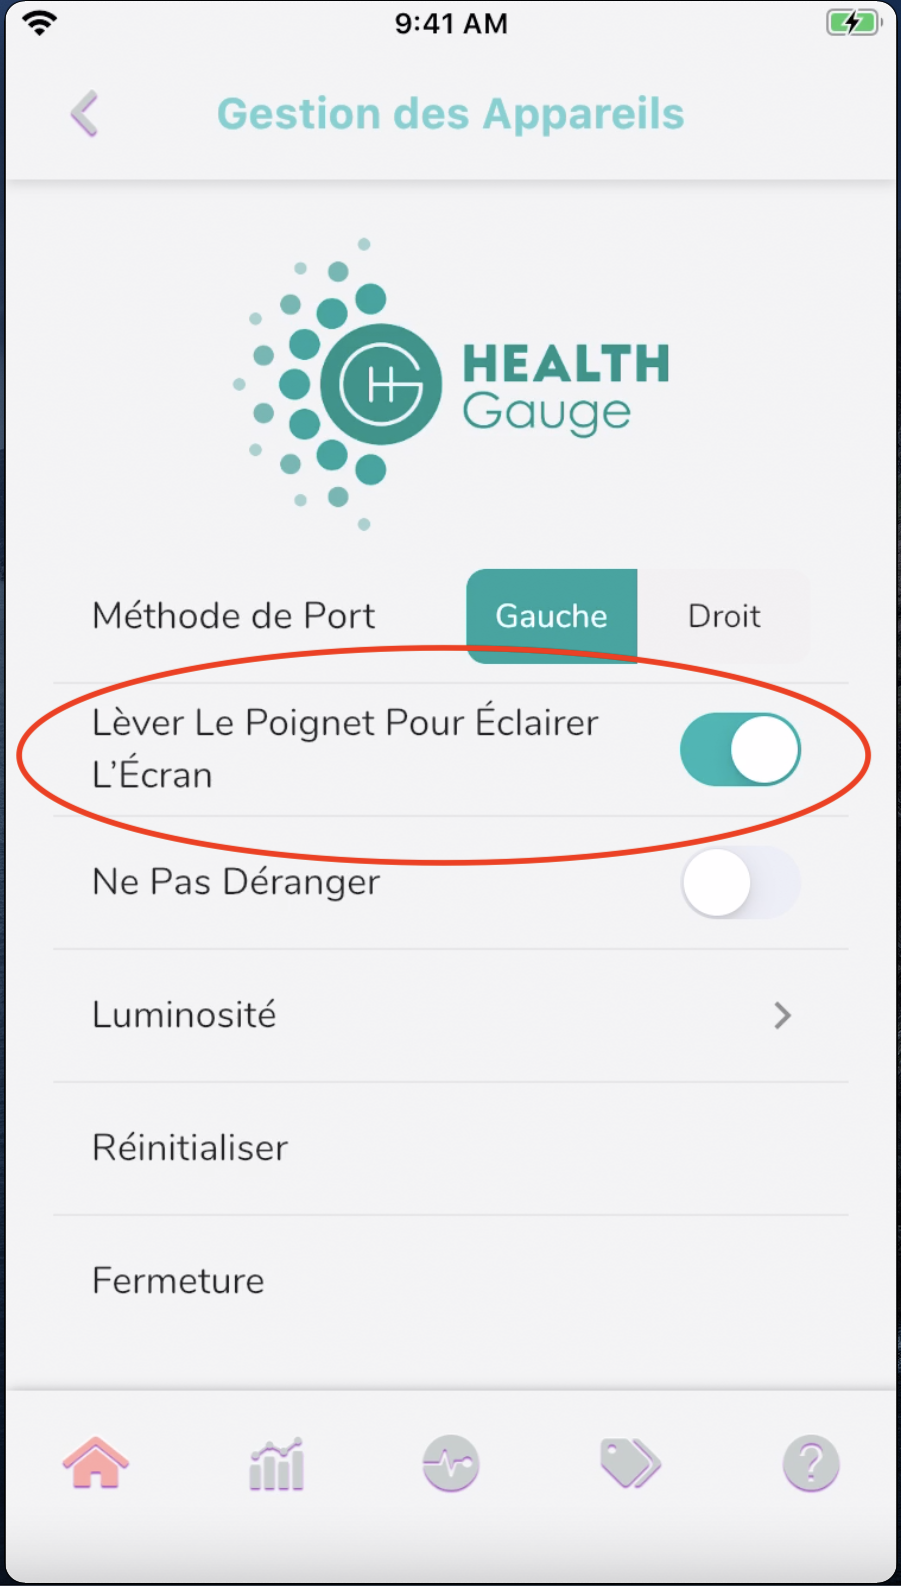 9:41 AM
Gestion des Appareils
HEALTH
Gauge
Méthode de Port
Gauche
Droit
Lèver Le Poignet Pour Éclairer
L’Écran
Ne Pas Déranger
Luminosité
Réinitialiser
Fermeture